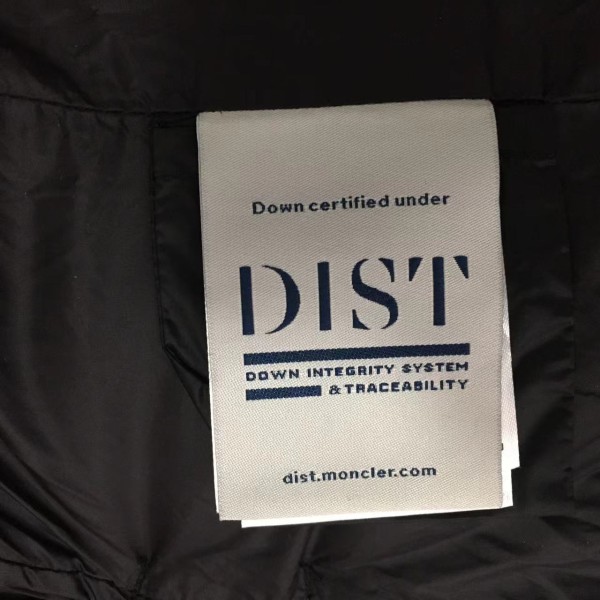 Down certified under
DIST
DOWN INTEGRITY SYSTEM
& TRACEABILITY
dist.moncler.com